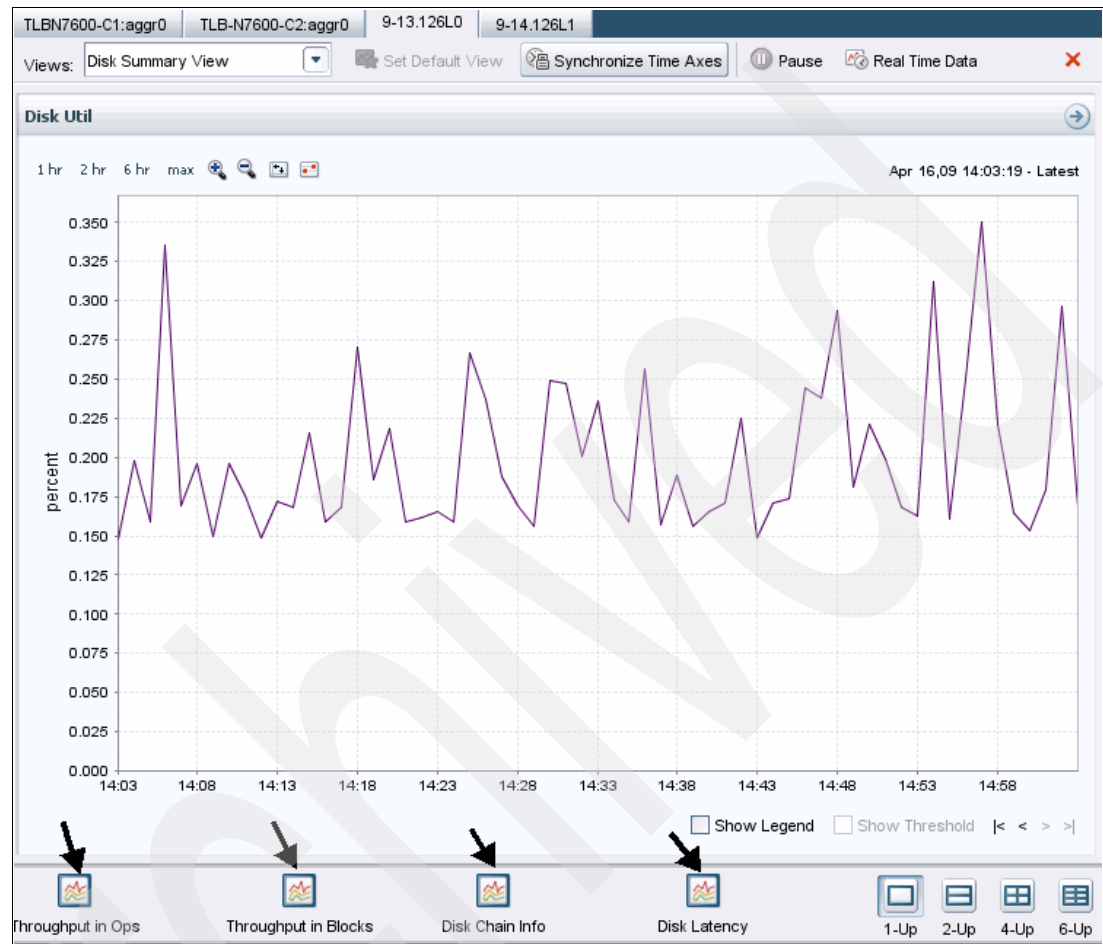 TLBN7600-C1:aggr0 TLB-N7600-C2:aggr0 9-13.126L0 9-14.126L1
Views: Disk Summary View Set Default View Synchronize Time Axes Pause Real Time Data
Disk Util
1 hr 2 hr 6 hr max Apr 16,09 14:03:19 - Latest
0.350
0.325
0.300
0.275
0.250
0.225
0.200
0.175
0.150
0.125
0.100
0.075
0.050
0.025
0.000
percent
14:03 14:08 14:13 14:18 14:23 14:28 14:33 14:38 14:43 14:48 14:53 14:58
Show Legend Show Threshold |< < > >|
Throughput in Ops Throughput in Blocks Disk Chain Info Disk Latency 1-Up 2-Up 4-Up 6-Up